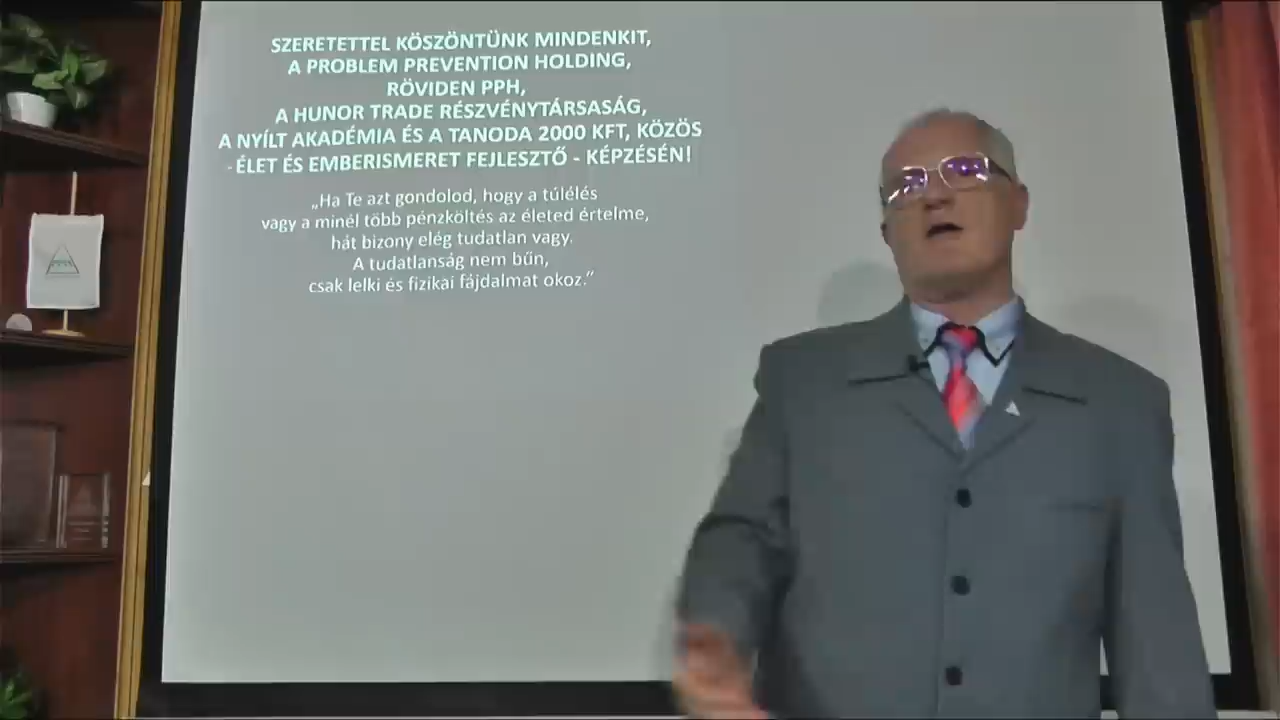 SZERETETTEL KÖSZÖNTÜNK MINDENKIT,
A PROBLEM PREVENTION HOLDING,
RÖVIDEN PPH,
A HUNOR TRADE RÉSZVÉNYTÁRSASÁG,
A NYÍLT AKADÉMIA ÉS A TANODA 2000 KFT, KÖZÖS
- ÉLET ÉS EMBERISMERET FEJLESZTŐ - KÉPZÉSÉN!
„Ha Te azt gondolod, hogy a túlélés
vagy a minél több pénzköltés az életed értelme,
hát bizony elég tudatlan vagy.
A tudatlanság nem bűn,
csak lelki és fizikai fájdalmat okoz.”